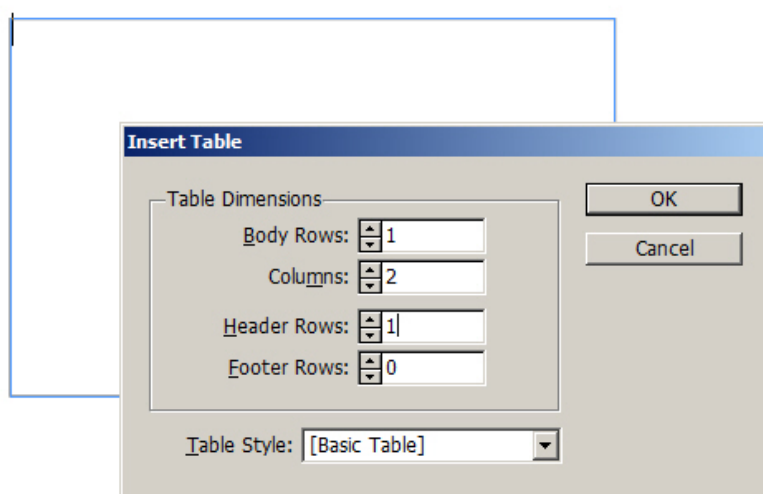 Insert Table
Table Dimensions
OK
Body Rows: 1
Cancel
Columns: 2
Header Rows: 1
Footer Rows: 0
Table Style: [Basic Table]